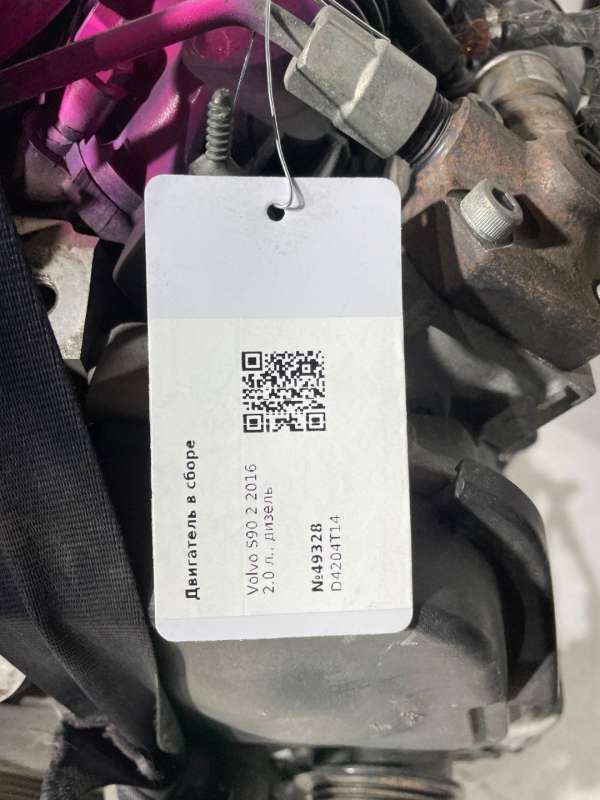 Двигатель в сборе
Volvo S90 2 2016
2.0 л., дизель
№49328
D4204T14